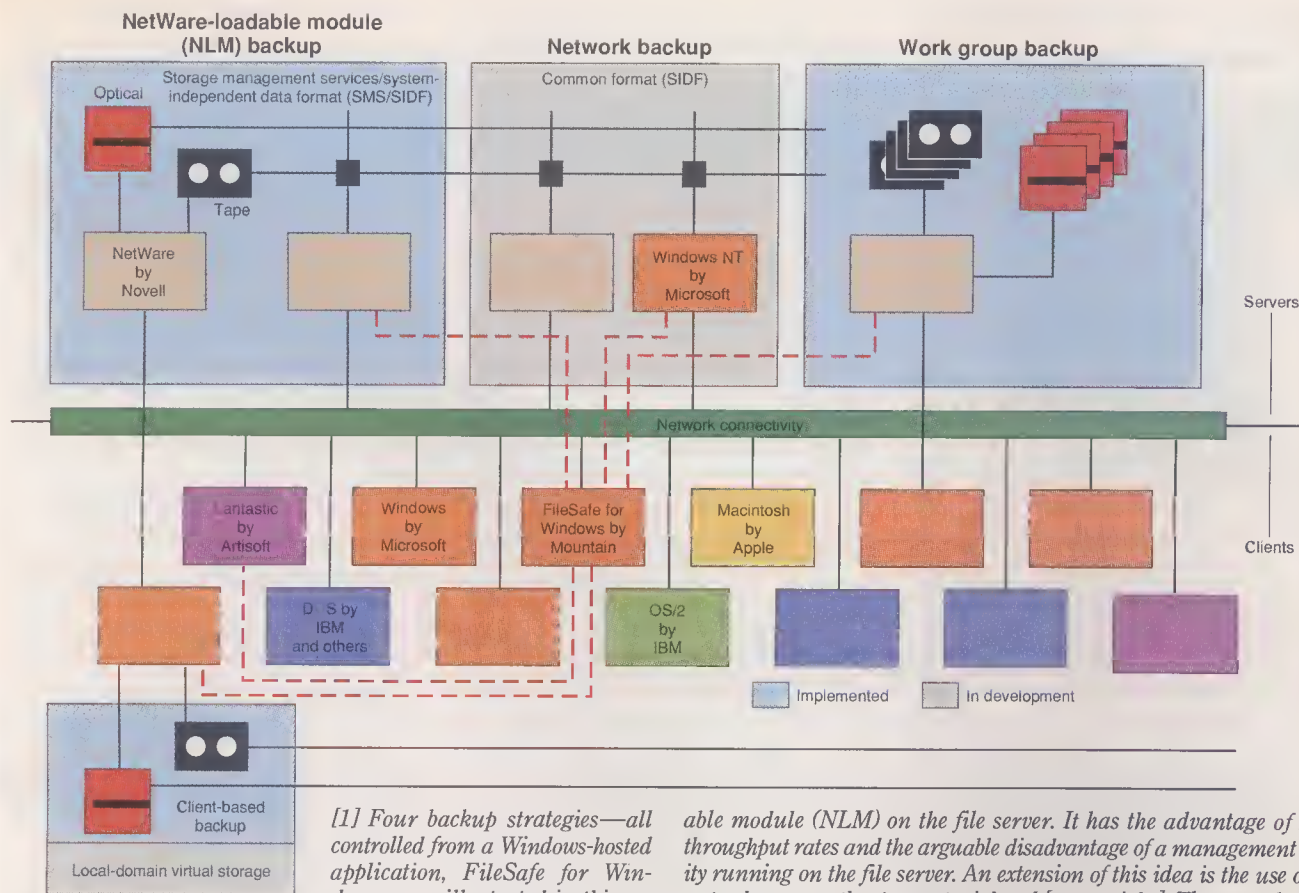 NetWare-loadable module
(NLM) backup
Network backup
Work group backup
Optical
Storage management services/system-
independent data format (SMS/SIDF)
Common format (SIDF)
Tape
NetWare
by
Novell
Windows NT
by
Microsoft
Servers
Network connectivity
Lantastic
by
Artisoft
Windows
by
Microsoft
FileSafe for
Windows by
Mountain
Macintosh
by
Apple
Clients
D S by
IBM
and others
OS/2
by
IBM
Implemented
In development
Client-based
backup
Local-domain virtual storage
[1] Four backup strategies—all
controlled from a Windows-hosted
application, FileSafe for Win-
able module (NLM) on the file server. It has the advantage of
throughput rates and the arguable disadvantage of a management
ity running on the file server. An extension of this idea is the use